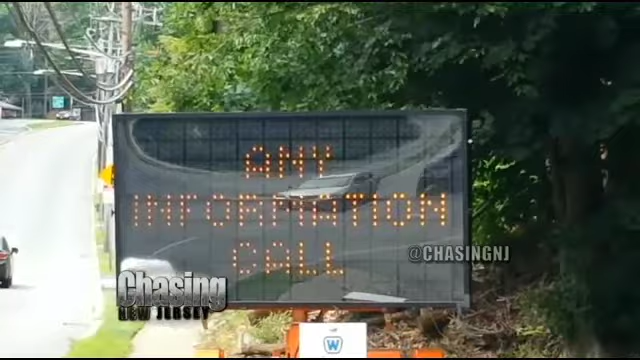 ANY
INFORMATION
CALL
@CHASINGNJ
Chasing
NEW JERSEY
W